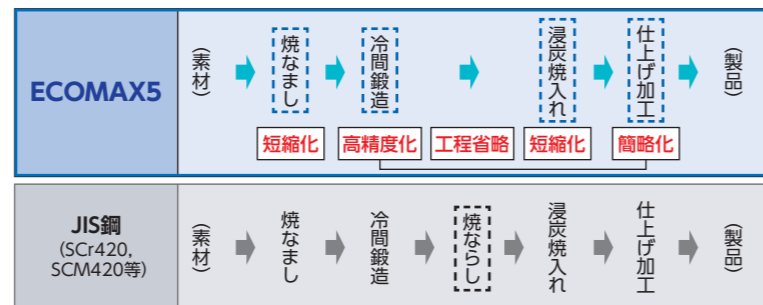 ECOMAX5
(素材)
焼なまし
冷間鍛造
浸炭焼入れ
仕上げ加工
(製品)
短縮化
高精度化
工程省略
短縮化
簡略化
JIS鋼
(SCr420,
SCM420等)
(素材)
焼なまし
冷間鍛造
焼ならし
浸炭焼入れ
仕上げ加工
(製品)